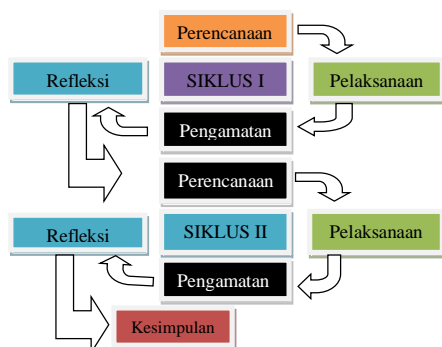 Perencanaan
Refleksi
SIKLUS I
Pelaksanaan
Pengamatan
Perencanaan
Refleksi
SIKLUS II
Pelaksanaan
Pengamatan
Kesimpulan